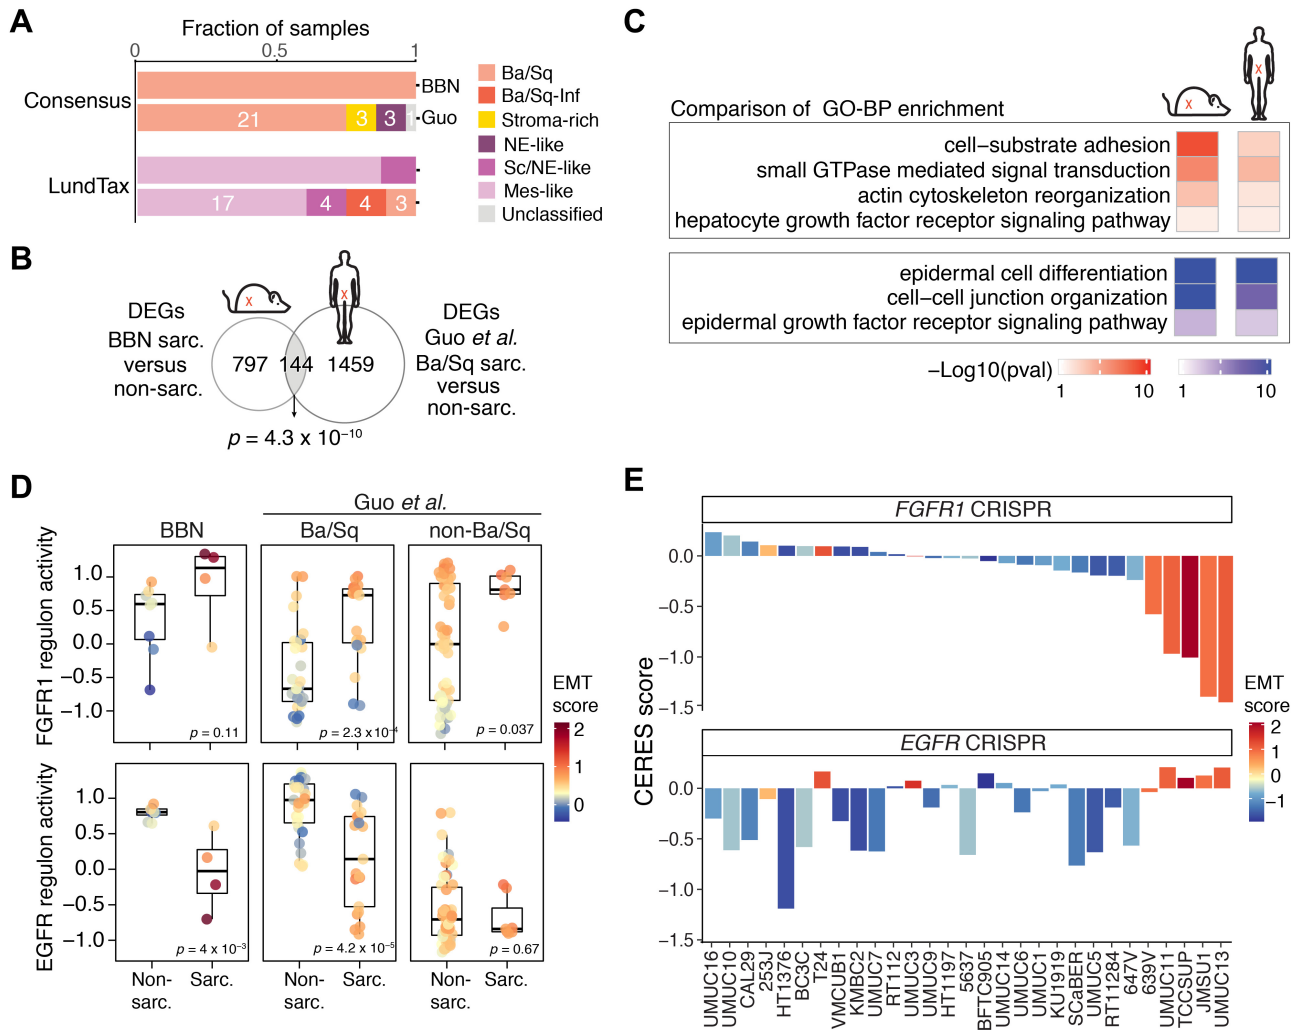 A
Fraction of samples
0
0.5
1
Consensus
BBN
21
3
3
1
Guo
LundTax
17
4
4
3
Ba/Sq
Ba/Sq-Inf
Stroma-rich
NE-like
Sc/NE-like
Mes-like
Unclassified
B
DEGs
BBN sarc.
versus
non-sarc.
x
x
797
144
1459
DEGs
Guo et al.
Ba/Sq sarc.
versus
non-sarc.
p = 4.3 x 10⁻¹⁰
C
Comparison of GO-BP enrichment
x
x
cell−substrate adhesion
small GTPase mediated signal transduction
actin cytoskeleton reorganization
hepatocyte growth factor receptor signaling pathway
epidermal cell differentiation
cell−cell junction organization
epidermal growth factor receptor signaling pathway
−Log10(pval)
1
10
1
10
D
Guo et al.
BBN
Ba/Sq
non-Ba/Sq
FGFR1 regulon activity
1.0
0.5
0.0
−0.5
−1.0
p = 0.11
p = 2.3 x 10⁻⁴
p = 0.037
EGFR regulon activity
1.0
0.5
0.0
−0.5
−1.0
p = 4 x 10⁻³
p = 4.2 x 10⁻⁵
p = 0.67
Non-
sarc.
Sarc.
Non-
sarc.
Sarc.
Non-
sarc.
Sarc.
EMT
score
2
1
0
E
FGFR1 CRISPR
0.0
−0.5
−1.0
−1.5
CERES score
EGFR CRISPR
0.0
−0.5
−1.0
−1.5
UMUC16
UMUC10
CAL29
253J
HT1376
BC3C
T24
VMCUB1
KMBC2
UMUC7
RT112
UMUC3
UMUC9
HT1197
5637
BFTC905
UMUC14
UMUC6
UMUC1
KU1919
SCaBER
UMUC5
RT11284
647V
639V
UMUC11
TCCSUP
JMSU1
UMUC13
EMT
score
2
1
0
−1